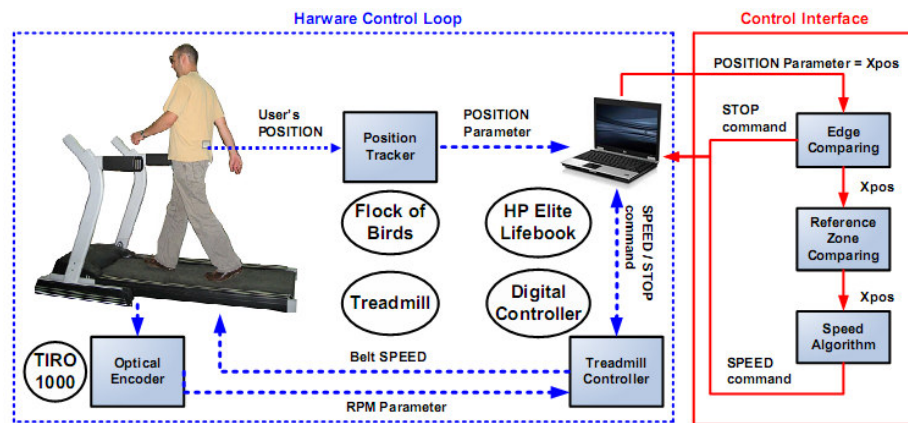 Harware Control Loop
Control Interface
POSITION Parameter = Xpos
User's
POSITION
POSITION
Parameter
STOP
command
Position
Tracker
Edge
Comparing
Xpos
Flock of
Birds
HP Elite
Lifebook
SPEED / STOP
command
Reference
Zone
Comparing
Xpos
Treadmill
Digital
Controller
Speed
Algorithm
TIRO
1000
Optical
Encoder
Belt SPEED
Treadmill
Controller
SPEED
command
RPM Parameter